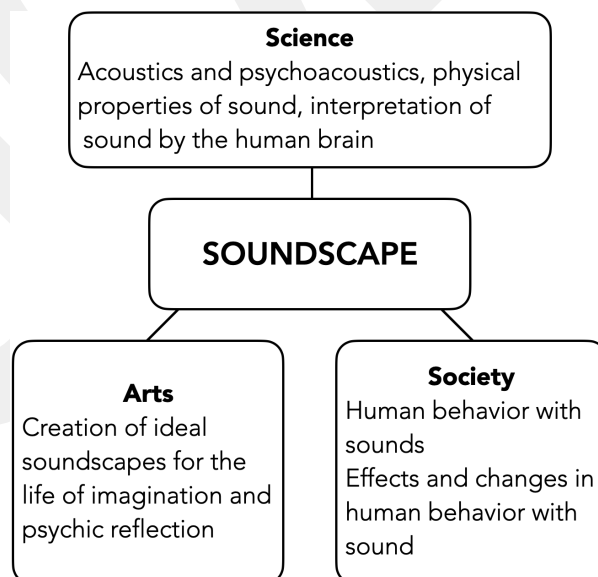 Science
Acoustics and psychoacoustics, physical
properties of sound, interpretation of
sound by the human brain
SOUNDSCAPE
Arts
Creation of ideal
soundscapes for the
life of imagination and
psychic reflection
Society
Human behavior with
sounds
Effects and changes in
human behavior with
sound